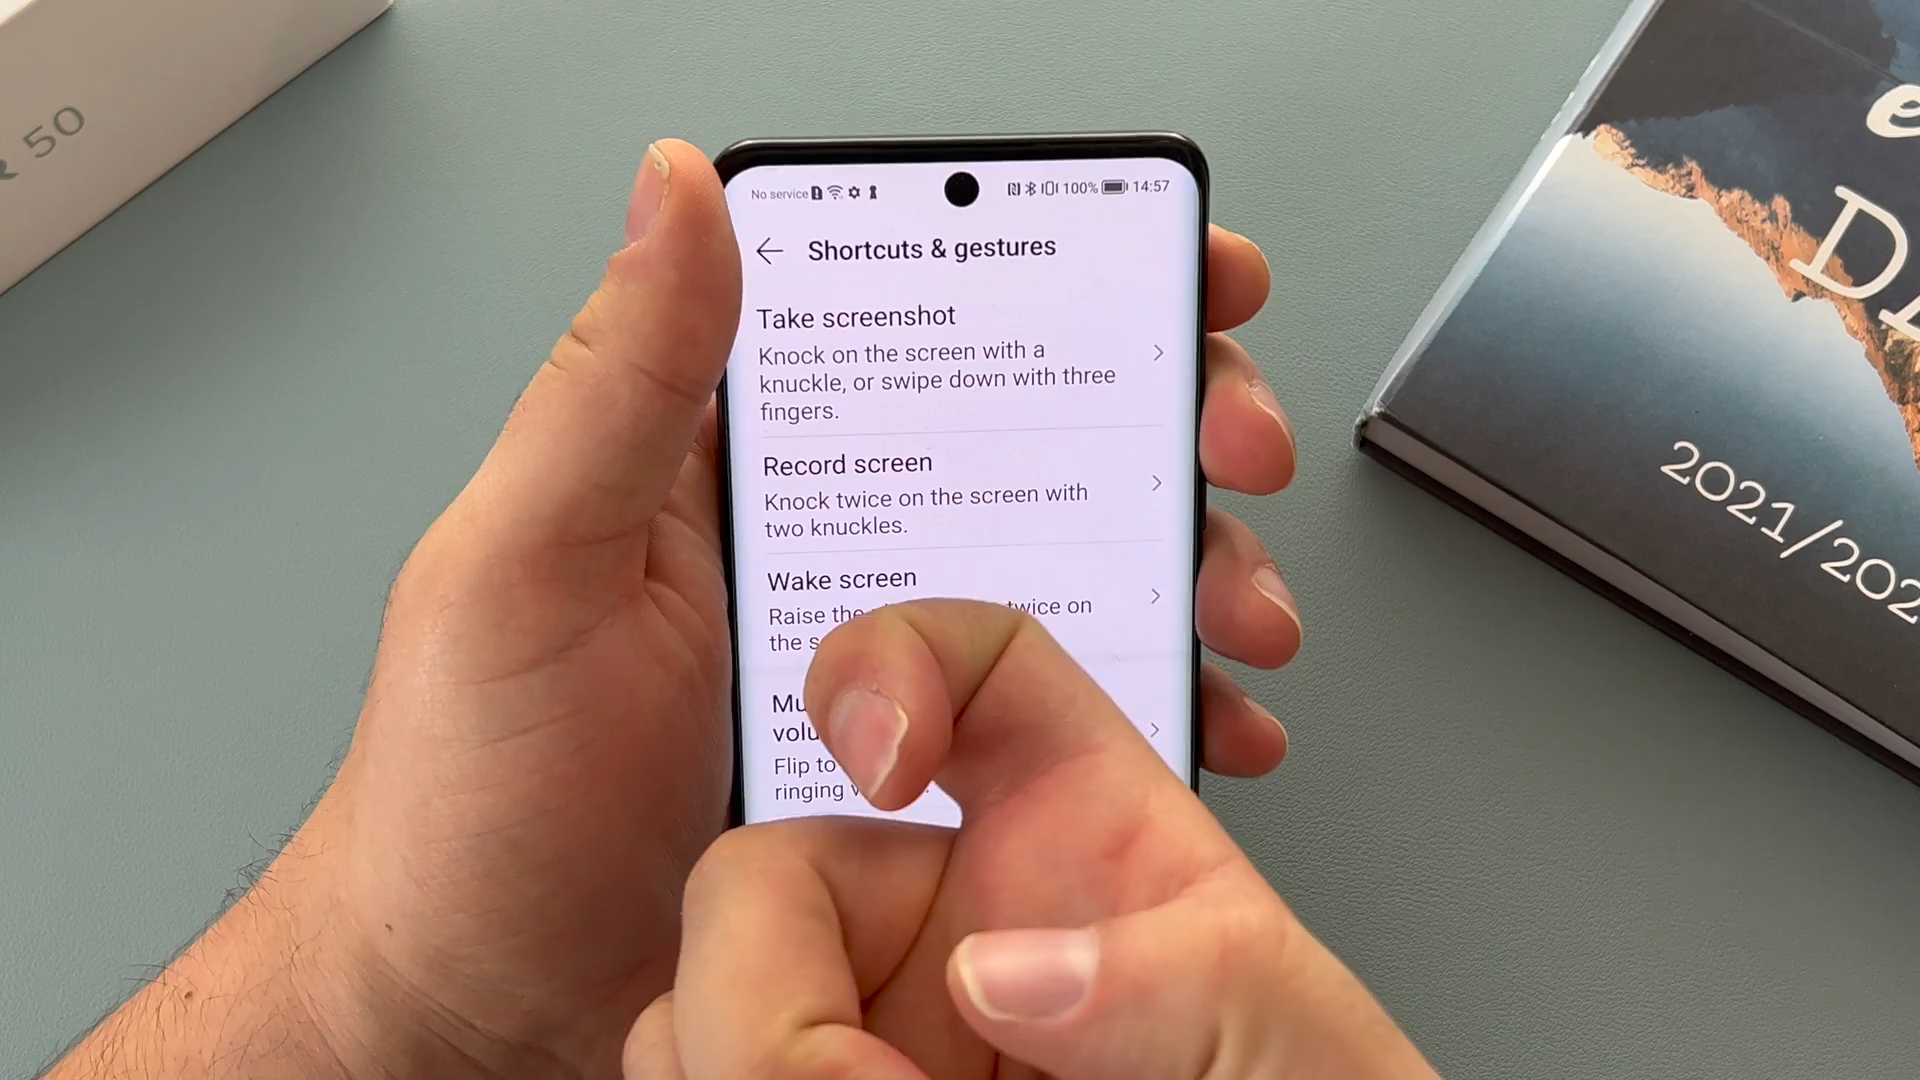 50
No service
100% 14:57
Shortcuts & gestures
Take screenshot
Knock on the screen with a
knuckle, or swipe down with three
fingers.
Record screen
Knock twice on the screen with
two knuckles.
Wake screen
Raise the twice on
the
Flip to
ringing
2021/202